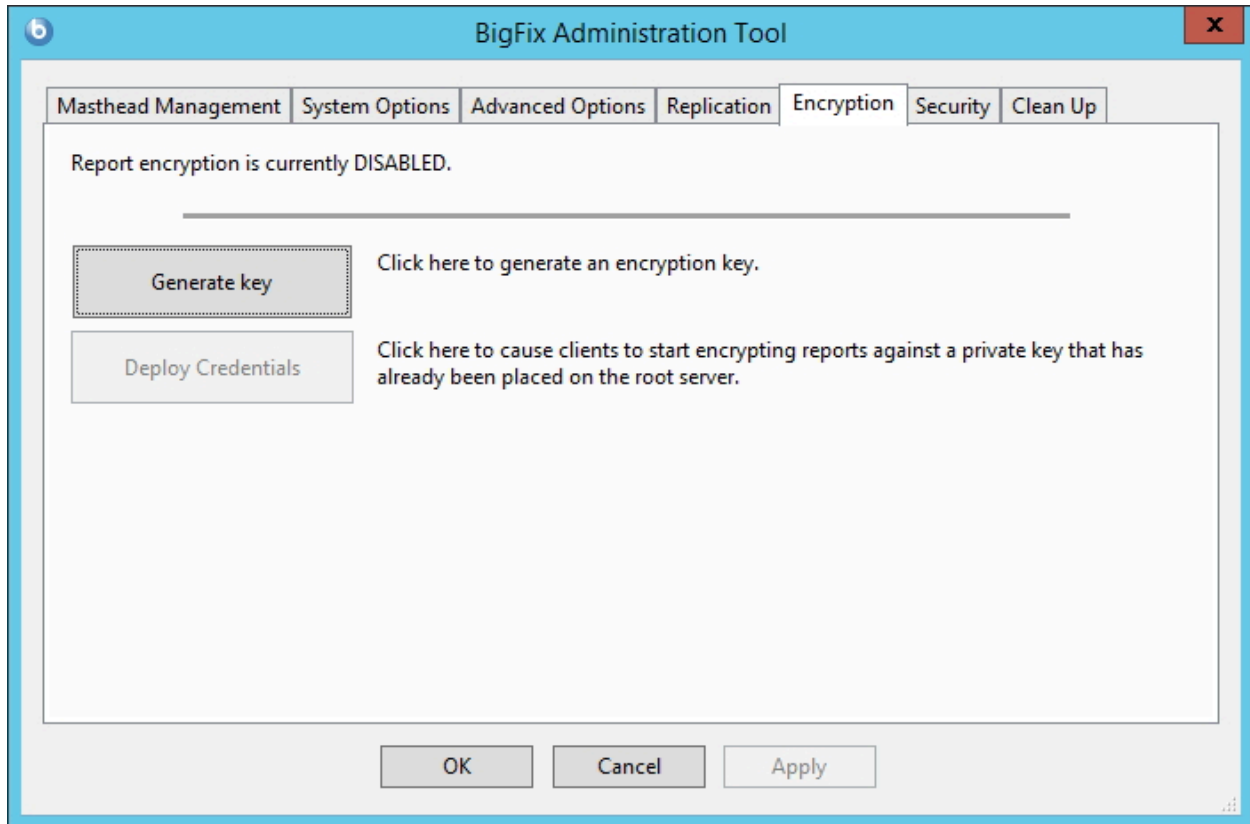 BigFix Administration Tool
x
Masthead Management System Options Advanced Options Replication Encryption Security Clean Up
Report encryption is currently DISABLED.
Generate key
Click here to generate an encryption key.
Deploy Credentials
Click here to cause clients to start encrypting reports against a private key that has
already been placed on the root server.
OK Cancel Apply